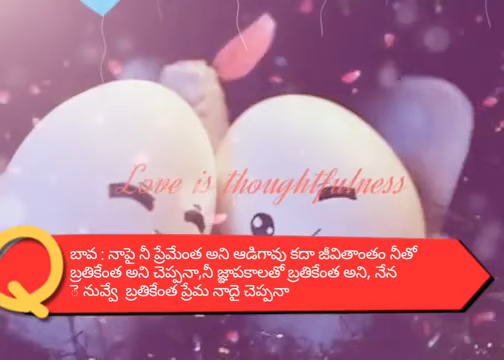 Love is thoughtfulness
Q
బావ : నాపై నీ ప్రేమేంత అని ఆడిగావు కదా జీవితాంతం నీతో
బ్రతికేంత అని చెప్పనా,నీ జ్ఞాపకాలతో బ్రతికేంత అని, నేన
ె నువ్వే బ్రతికేంత ప్రేమ నాదై చెప్పనా